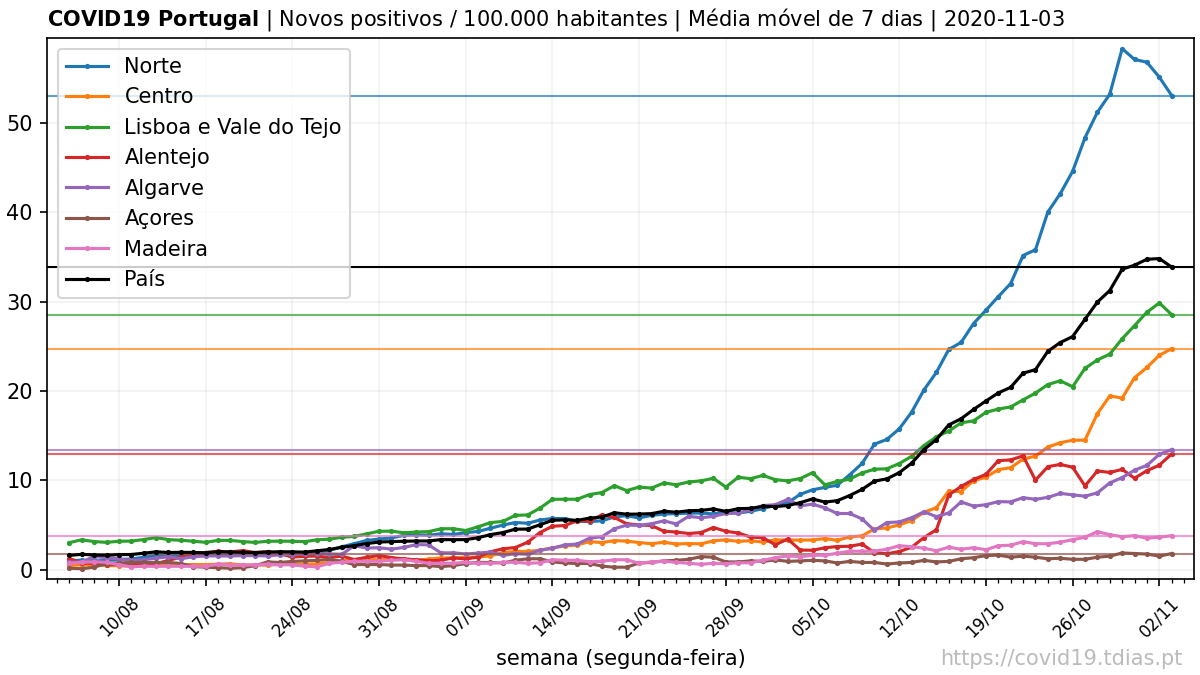 COVID19 Portugal | Novos positivos / 100.000 habitantes | Média móvel de 7 dias | 2020-11-03
Norte
Centro
Lisboa e Vale do Tejo
Alentejo
Algarve
Açores
Madeira
País
50
40
30
20
10
0
10/08
17/08
24/08
31/08
07/09
14/09
21/09
28/09
05/10
12/10
19/10
26/10
02/11
semana (segunda-feira)
https://covid19.tdias.pt